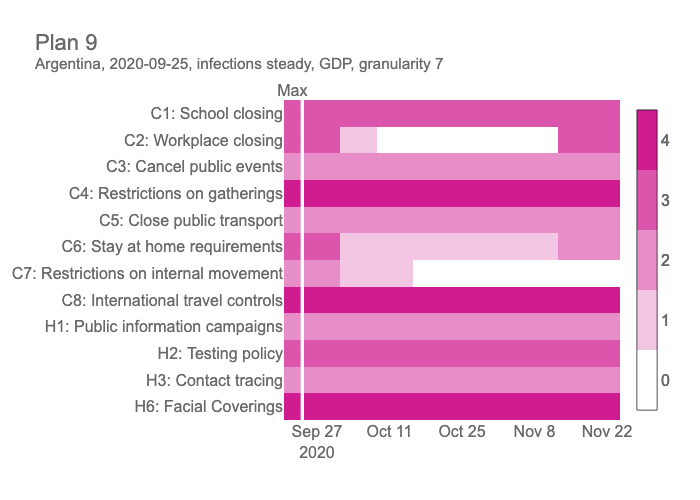 Plan 9
Argentina, 2020-09-25, infections steady, GDP, granularity 7
Max
C1: School closing
C2: Workplace closing
C3: Cancel public events
C4: Restrictions on gatherings
C5: Close public transport
C6: Stay at home requirements
C7: Restrictions on internal movement
C8: International travel controls
H1: Public information campaigns
H2: Testing policy
H3: Contact tracing
H6: Facial Coverings
4
3
2
1
0
Sep 27 Oct 11 Oct 25 Nov 8 Nov 22
2020